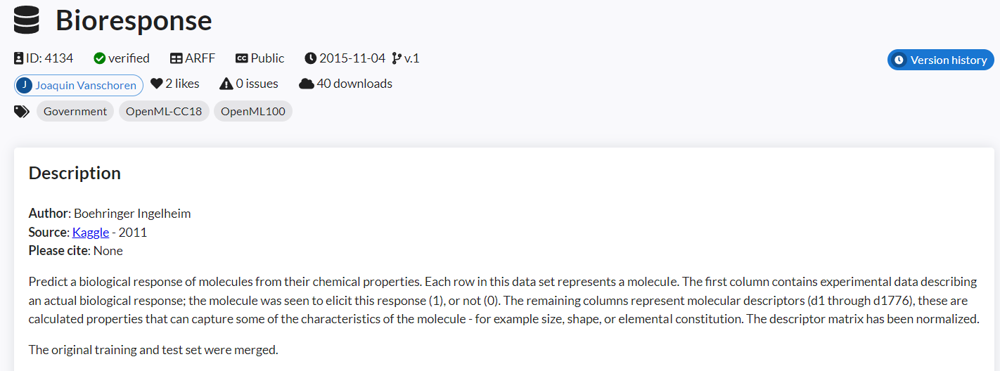 Bioresponse
ID: 4134 verified ARFF Public 2015-11-04 v.1
Version history
J Joaquin Vanschoren 2 likes 0 issues 40 downloads
Government OpenML-CC18 OpenML100
Description
Author: Boehringer Ingelheim
Source: Kaggle - 2011
Please cite: None
Predict a biological response of molecules from their chemical properties. Each row in this data set represents a molecule. The first column contains experimental data describing
an actual biological response; the molecule was seen to elicit this response (1), or not (0). The remaining columns represent molecular descriptors (d1 through d1776), these are
calculated properties that can capture some of the characteristics of the molecule - for example size, shape, or elemental constitution. The descriptor matrix has been normalized.
The original training and test set were merged.